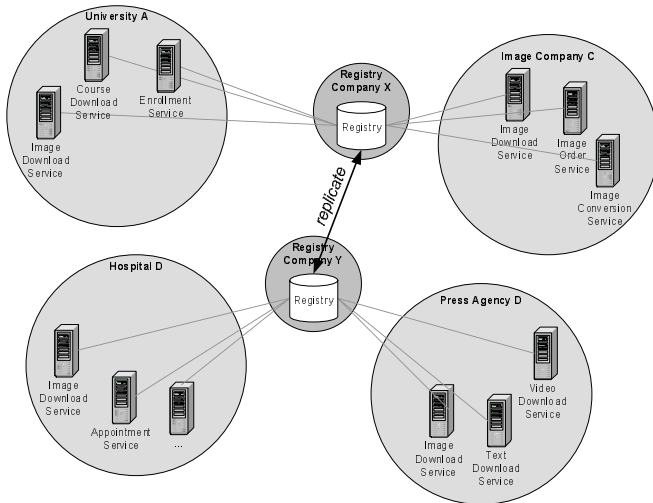 University A
Course
Download
Service
Enrollment
Service
Image
Download
Service
Registry
Company X
Registry
Image Company C
Image
Download
Service
Image
Order
Service
Image
Conversion
Service
replicate
Registry
Company Y
Registry
Hospital D
Image
Download
Service
Appointment
Service
...
Press Agency D
Video
Download
Service
Image
Download
Service
Text
Download
Service